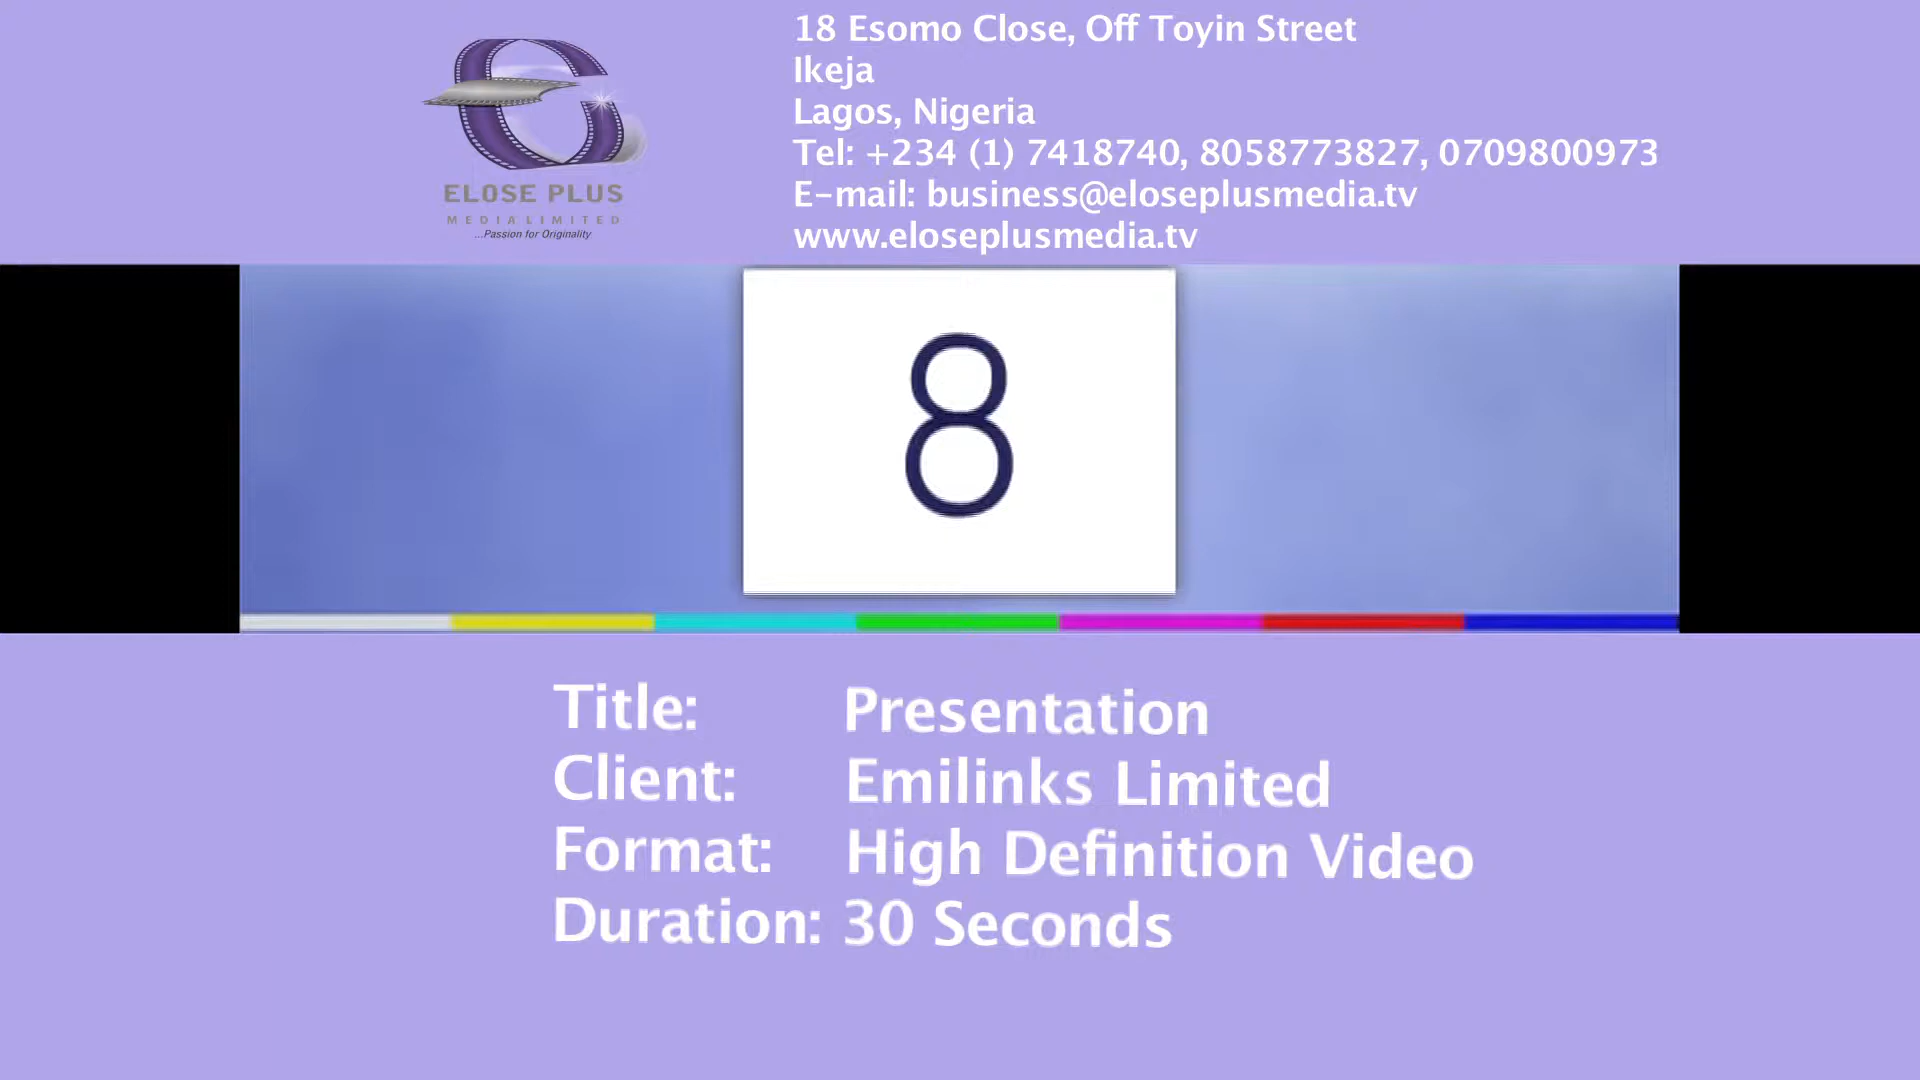 ELOSE PLUS
MEDIA LIMITED
...Passion for Originality
18 Esomo Close, Off Toyin Street
Ikeja
Lagos, Nigeria
Tel: +234 (1) 7418740, 8058773827, 0709800973
E-mail: business@eloseplusmedia.tv
www.eloseplusmedia.tv
8
Title: Presentation
Client: Emilinks Limited
Format: High Definition Video
Duration: 30 Seconds